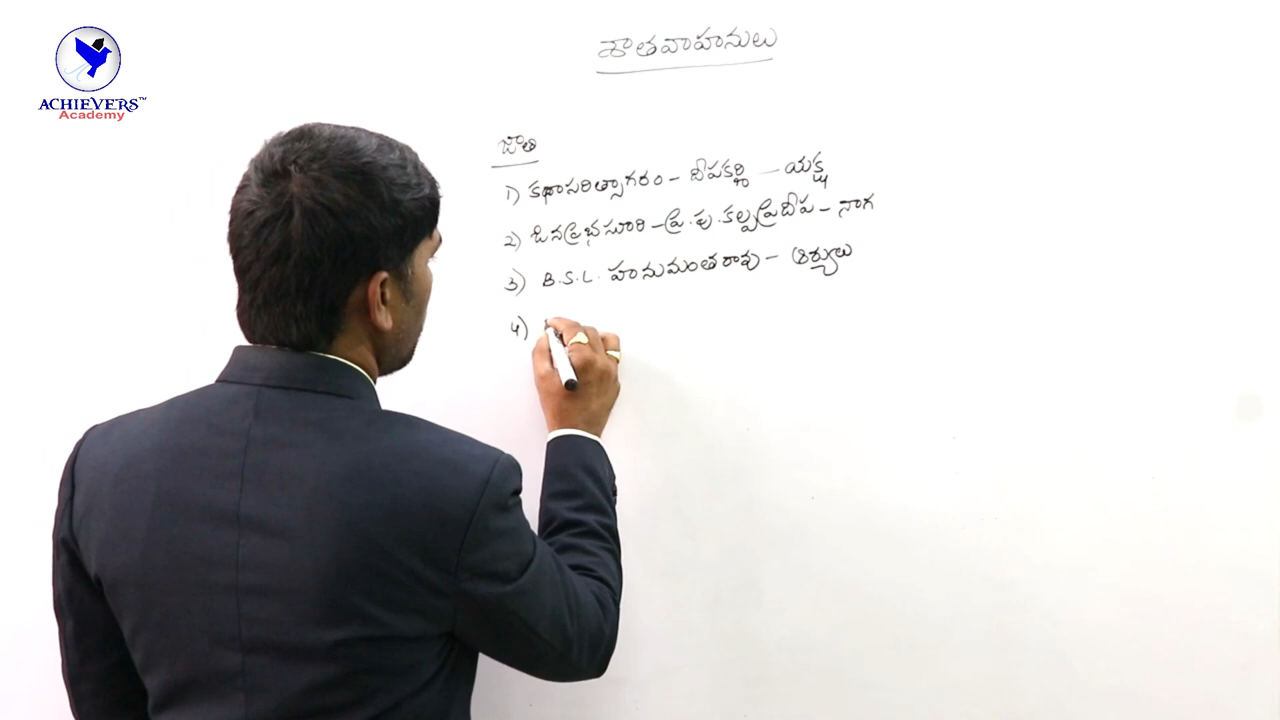 ACHIEVERS™
Academy
శాతవాహనులు
జాతి
1) కథాసరిత్సాగరం - దీపకర్ణి - యక్ష
2) జినప్రభసూరి - ప్ర.పు.కల్పప్రదీప - నాగ
3) B.S.L. హనుమంతరావు - ఆర్యులు
4)